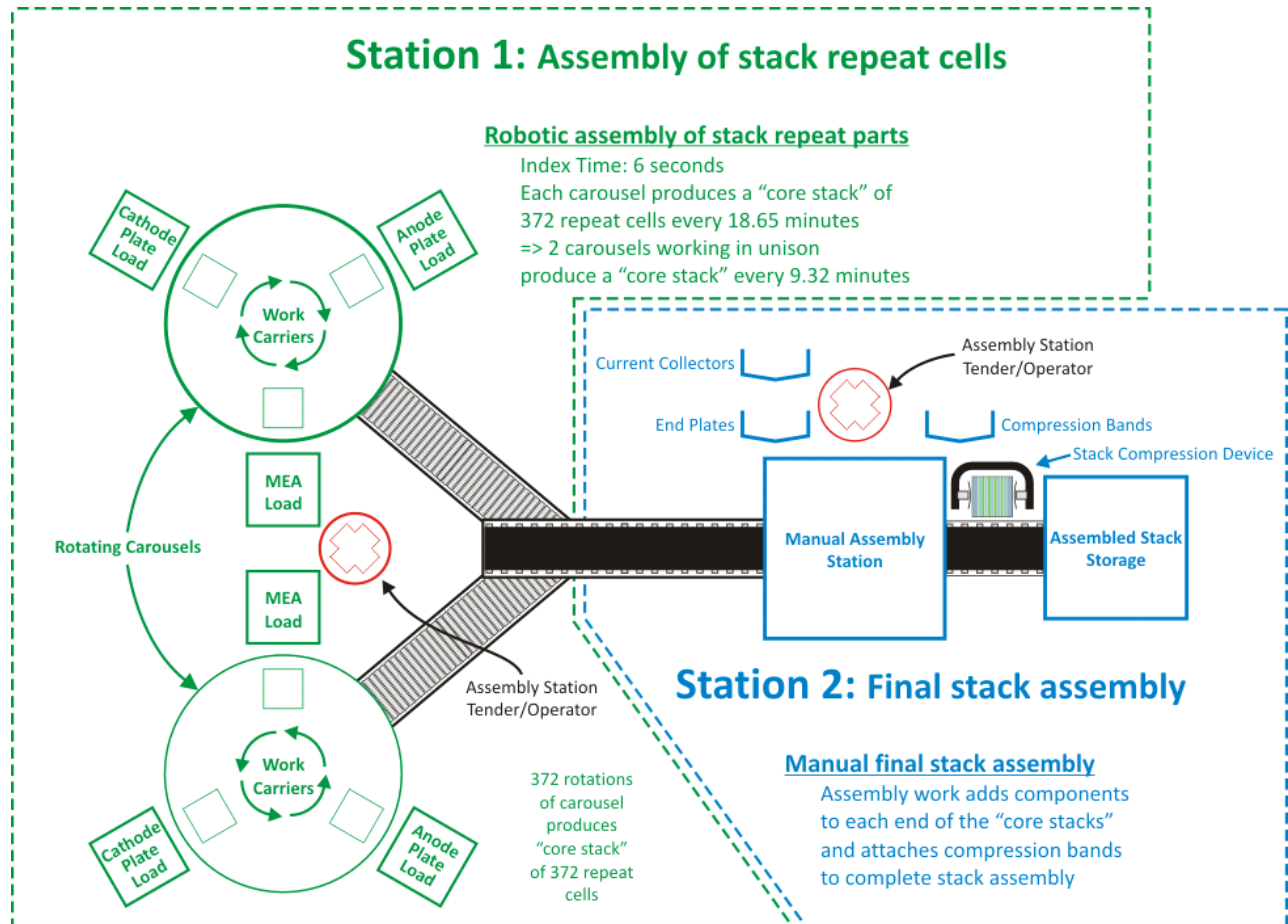 Station 1: Assembly of stack repeat cells
Robotic assembly of stack repeat parts
Index Time: 6 seconds
Each carousel produces a “core stack” of
372 repeat cells every 18.65 minutes
=> 2 carousels working in unison
produce a “core stack” every 9.32 minutes
Cathode
Plate
Load
Anode
Plate
Load
Work
Carriers
MEA
Load
Rotating Carousels
MEA
Load
Assembly Station
Tender/Operator
Work
Carriers
Cathode
Plate
Load
Anode
Plate
Load
372 rotations
of carousel
produces
“core stack”
of 372 repeat
cells
Current Collectors
Assembly Station
Tender/Operator
End Plates
Compression Bands
Stack Compression Device
Manual Assembly
Station
Assembled Stack
Storage
Station 2: Final stack assembly
Manual final stack assembly
Assembly work adds components
to each end of the “core stacks”
and attaches compression bands
to complete stack assembly